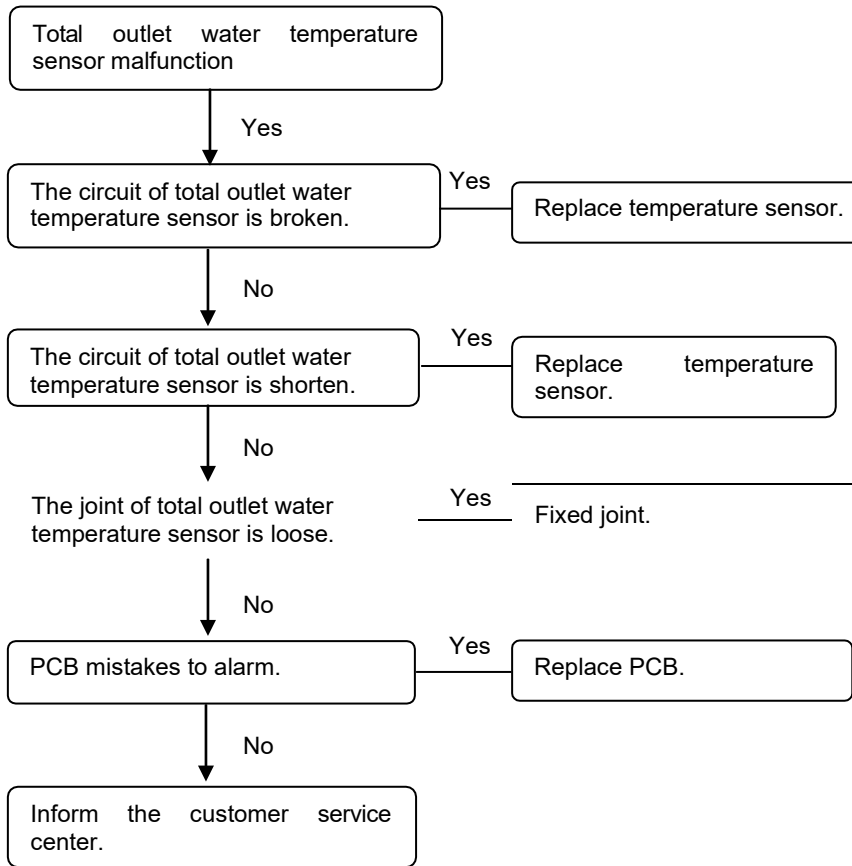 Total outlet water temperature
sensor malfunction
Yes
The circuit of total outlet water
temperature sensor is broken.
Yes
Replace temperature sensor.
No
The circuit of total outlet water
temperature sensor is shorten.
Yes
Replace temperature
sensor.
No
The joint of total outlet water
temperature sensor is loose.
Yes
Fixed joint.
No
PCB mistakes to alarm.
Yes
Replace PCB.
No
Inform the customer service
center.